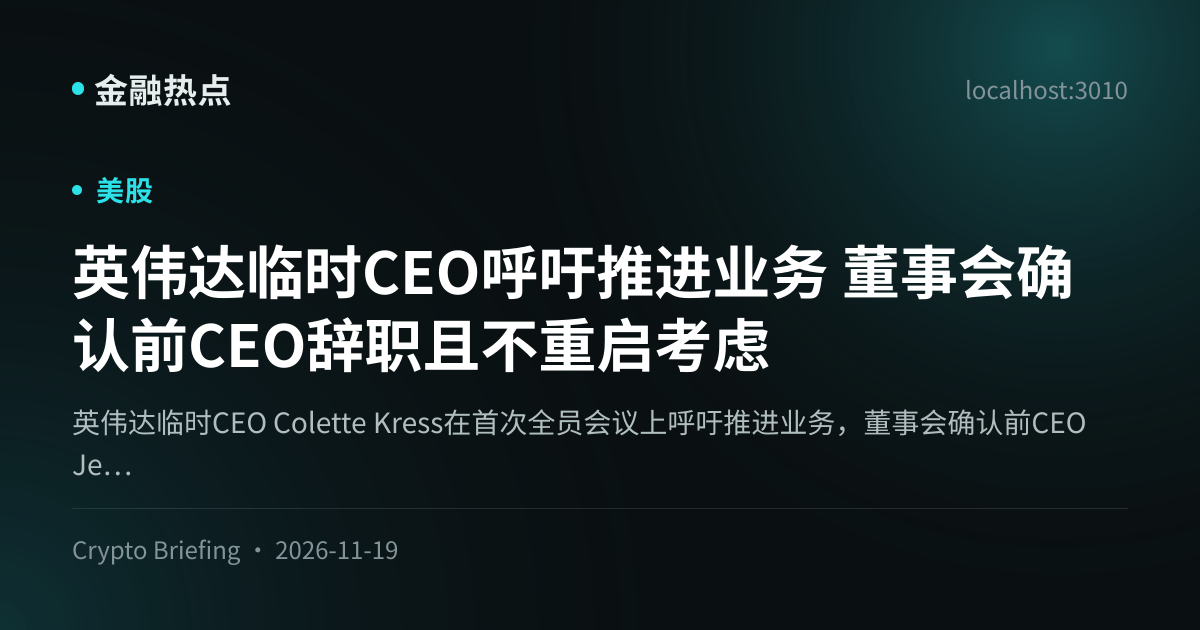 金融热点
localhost:3010
美股
英伟达临时CEO呼吁推进业务 董事会确
认前CEO辞职且不重启考虑
英伟达临时CEO Colette Kress在首次全员会议上呼吁推进业务，董事会确认前CEO
Je…
Crypto Briefing · 2026-11-19